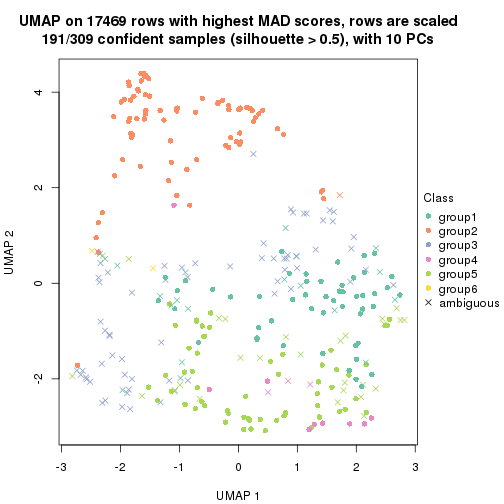 UMAP on 17469 rows with highest MAD scores, rows are scaled
191/309 confident samples (silhouette > 0.5), with 10 PCs
UMAP 2
4
2
0
-2
-3
-2
-1
0
1
2
3
UMAP 1
Class
group1
group2
group3
group4
group5
group6
ambiguous